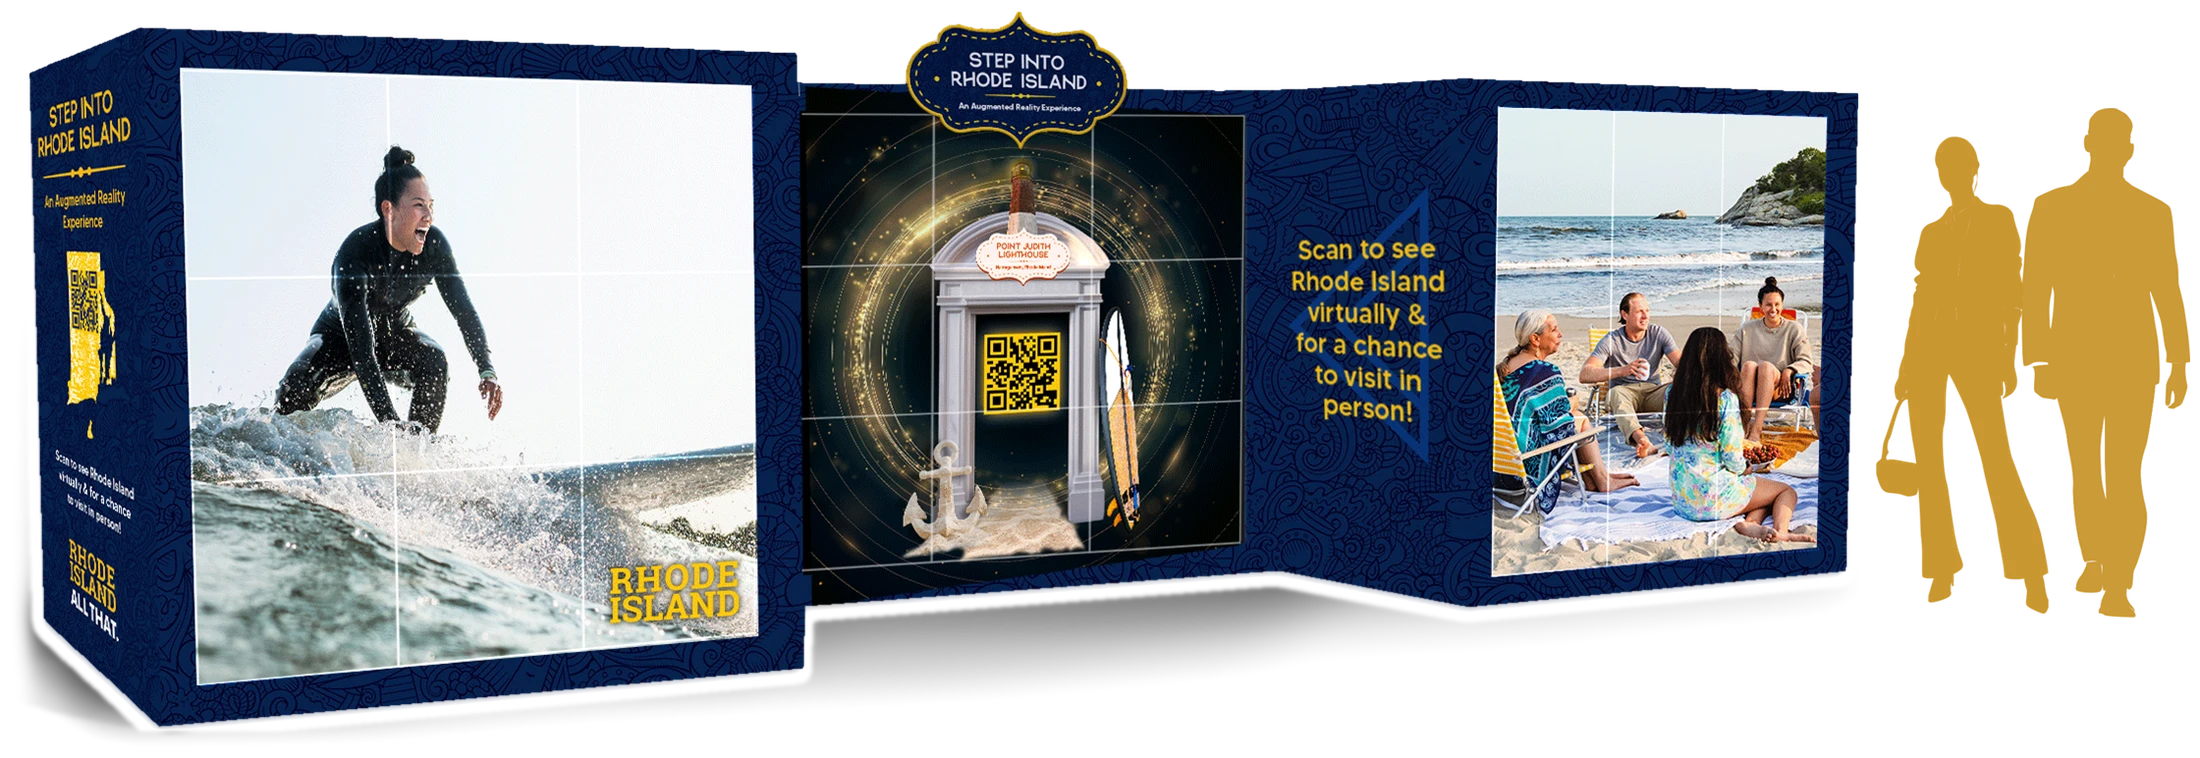 STEP INTO
RHODE ISLAND
An Augmented Reality
Experience
Scan to see Rhode Island
virtually & for a chance
to visit in person!
RHODE
ISLAND
ALL THAT.
RHODE
ISLAND
STEP INTO
RHODE ISLAND
An Augmented Reality Experience
POINT JUDITH
LIGHTHOUSE
Scan to see
Rhode Island
virtually &
for a chance
to visit in
person!